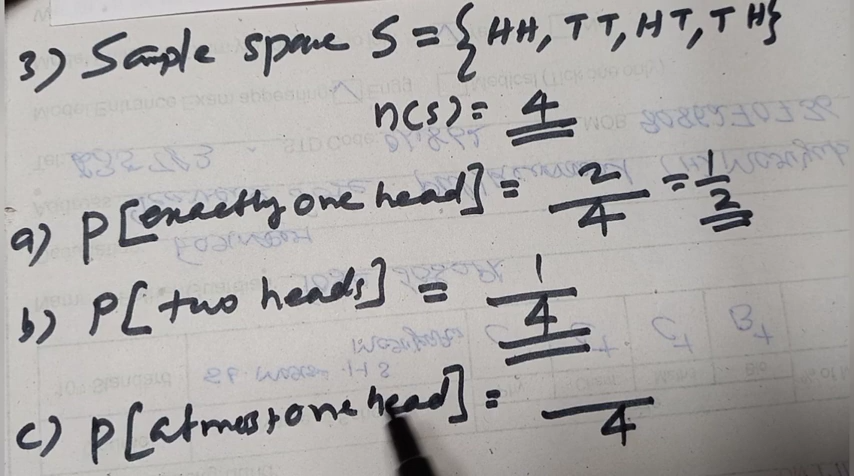 3) Sample space S = {HH, TT, HT, TH}
n(s) = 4
a) P[exactly one head] = 2/4 = 1/2
b) P[two heads] = 1/4
c) P[atmost one head] = /4